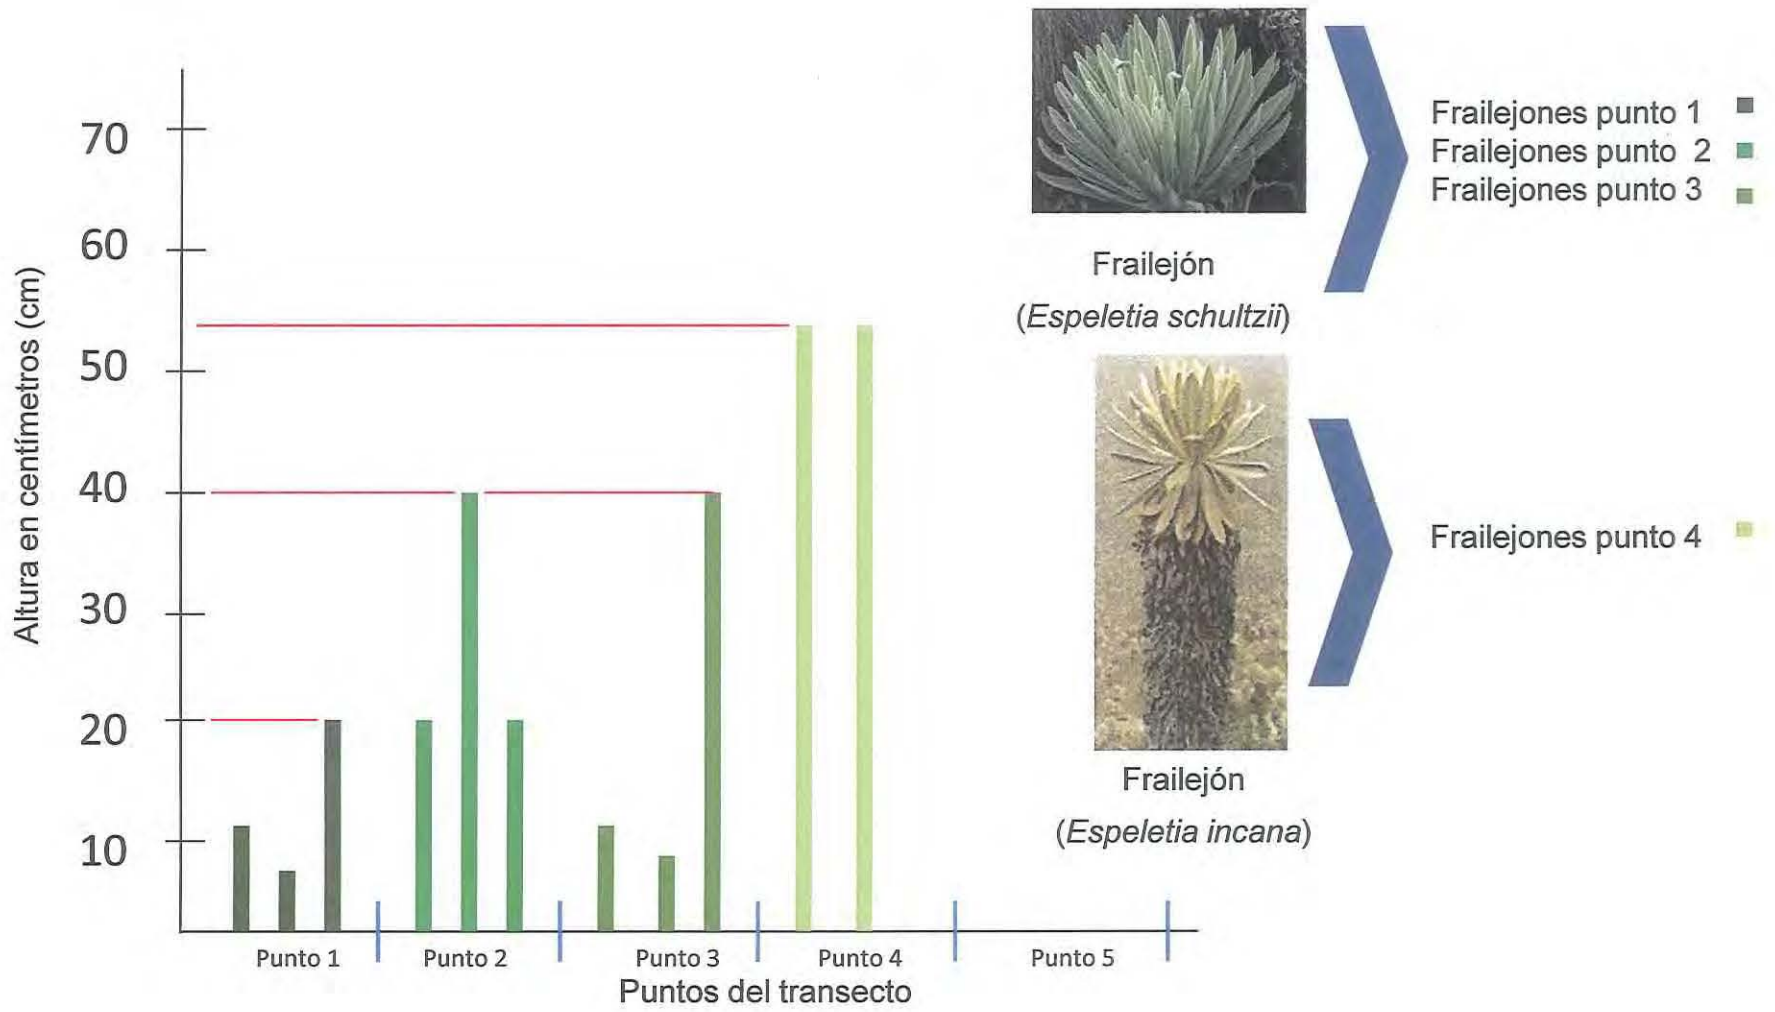 Altura en centímetros (cm)
70
60
50
40
30
20
10
Punto 1
Punto 2
Punto 3
Punto 4
Punto 5
Puntos del transecto
Frailejón
(Espeletia schultzii)
Frailejones punto 1
Frailejones punto 2
Frailejones punto 3
Frailejón
(Espeletia incana)
Frailejones punto 4